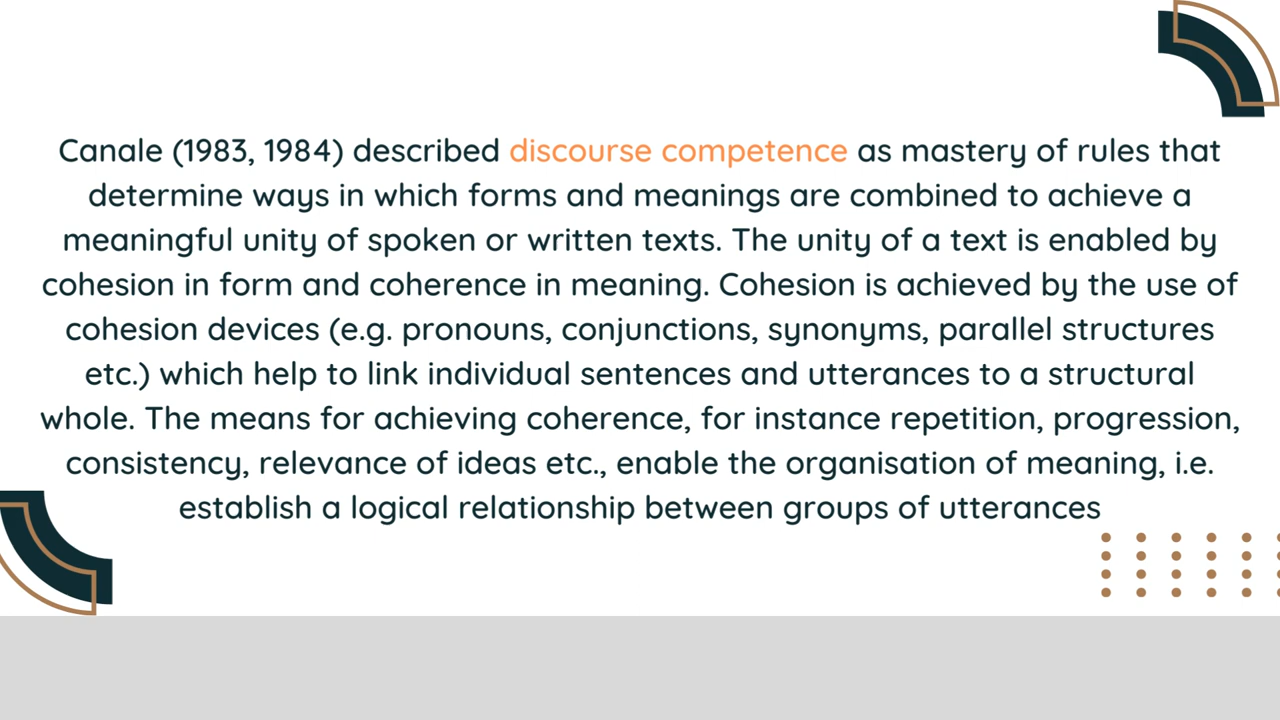 Canale (1983, 1984) described discourse competence as mastery of rules that
determine ways in which forms and meanings are combined to achieve a
meaningful unity of spoken or written texts. The unity of a text is enabled by
cohesion in form and coherence in meaning. Cohesion is achieved by the use of
cohesion devices (e.g. pronouns, conjunctions, synonyms, parallel structures
etc.) which help to link individual sentences and utterances to a structural
whole. The means for achieving coherence, for instance repetition, progression,
consistency, relevance of ideas etc., enable the organisation of meaning, i.e.
establish a logical relationship between groups of utterances